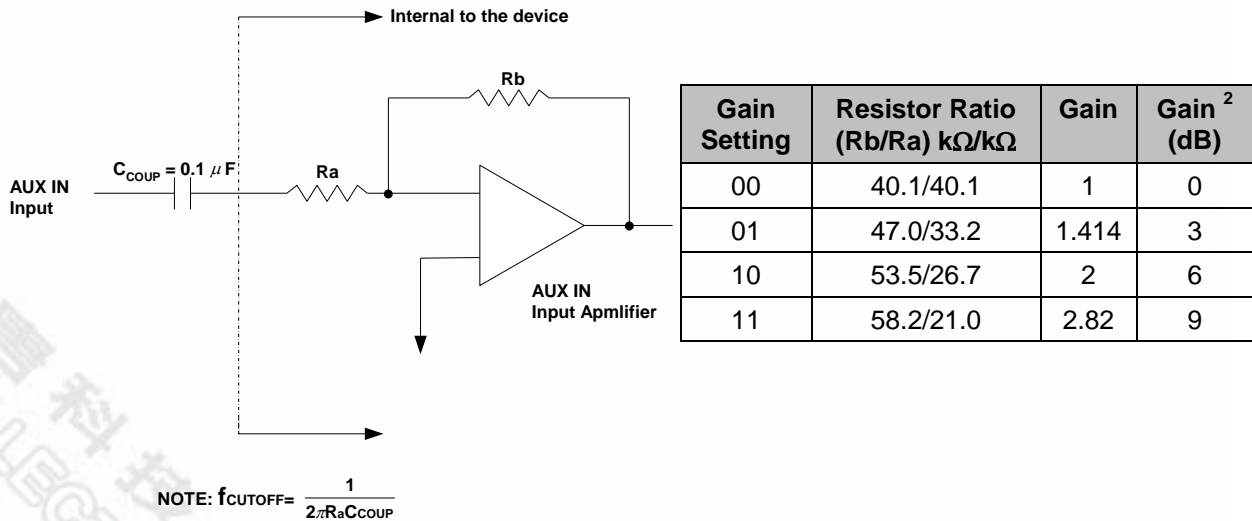 Internal to the device
Rb
C_COUP = 0.1 μF
Ra
AUX IN
Input
AUX IN
Input Apmlifier
NOTE: fCUTOFF= 1
2πRaCCOUP
Gain Setting Resistor Ratio (Rb/Ra) kΩ/kΩ Gain Gain ² (dB)
00 40.1/40.1 1 0
01 47.0/33.2 1.414 3
10 53.5/26.7 2 6
11 58.2/21.0 2.82 9
科技
LEC